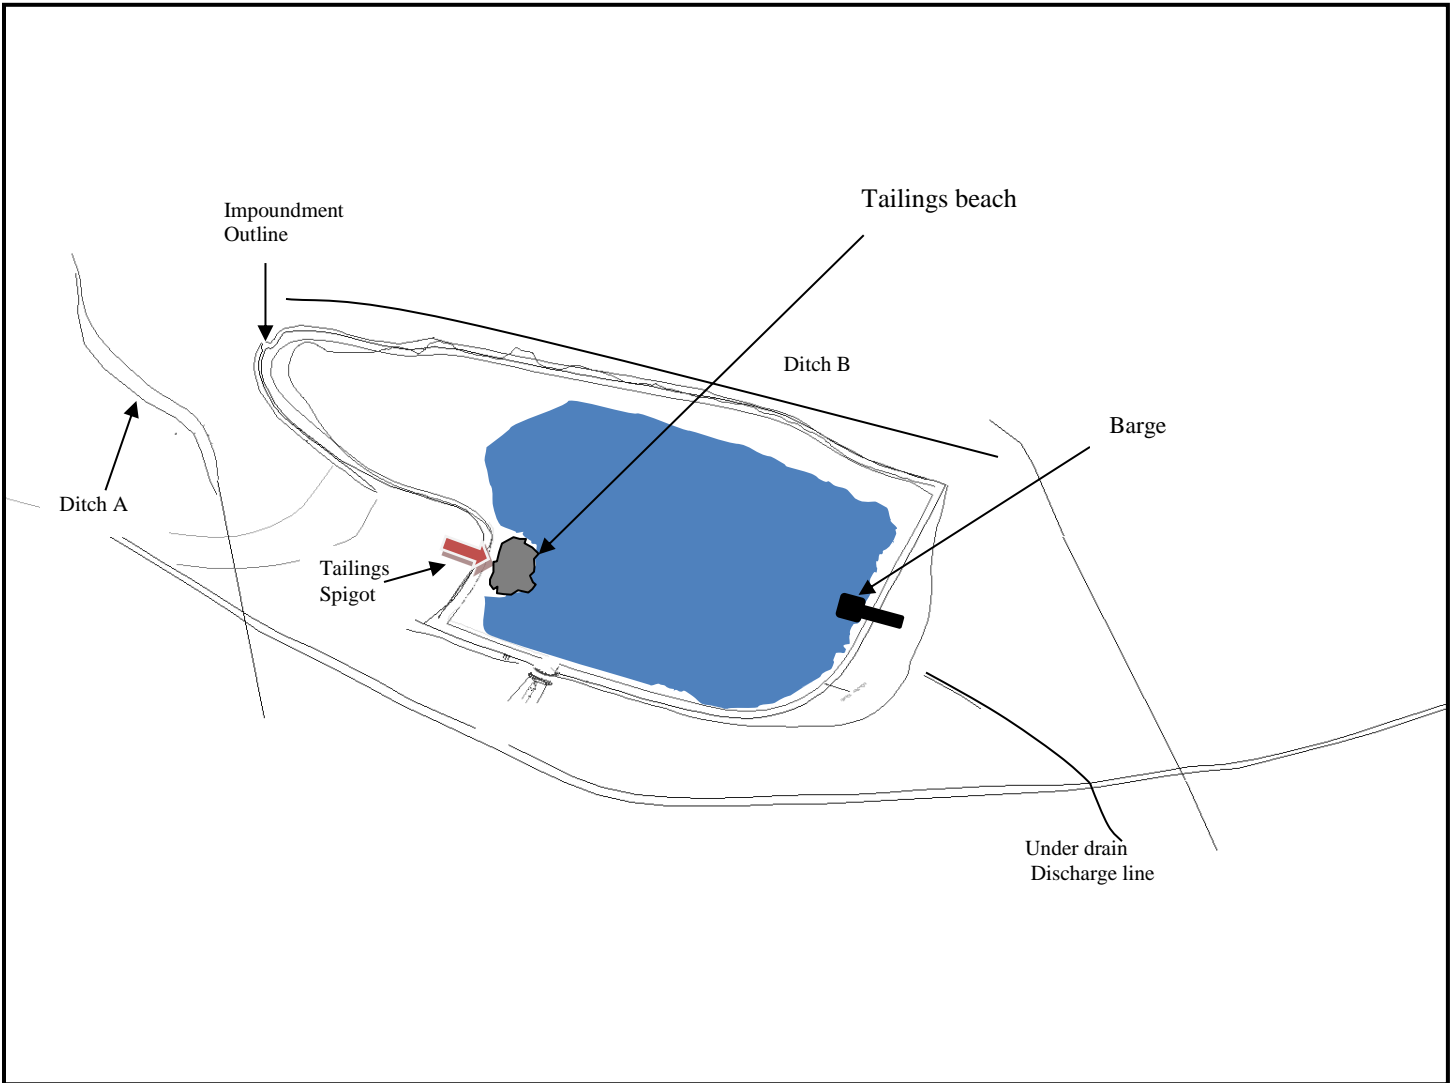 Tailings beach
Impoundment
Outline
Ditch B
Barge
Ditch A
Tailings
Spigot
Under drain
Discharge line